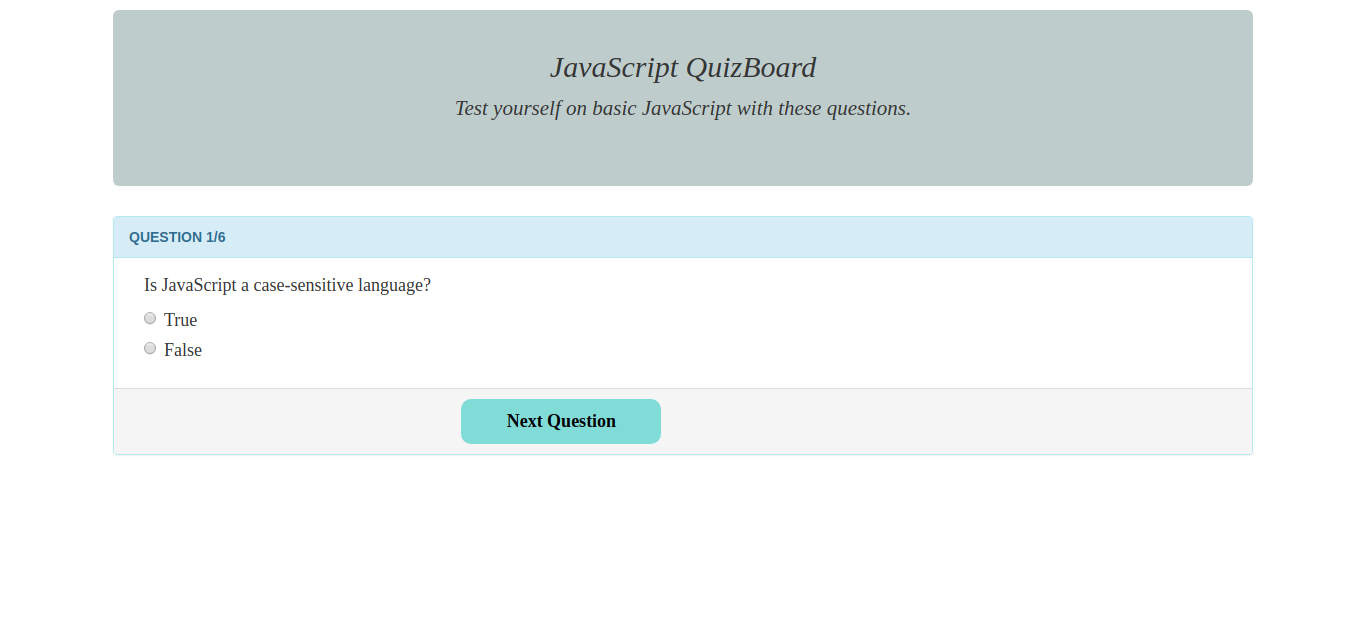 JavaScript QuizBoard
Test yourself on basic JavaScript with these questions.
QUESTION 1/6
Is JavaScript a case-sensitive language?
True
False
Next Question